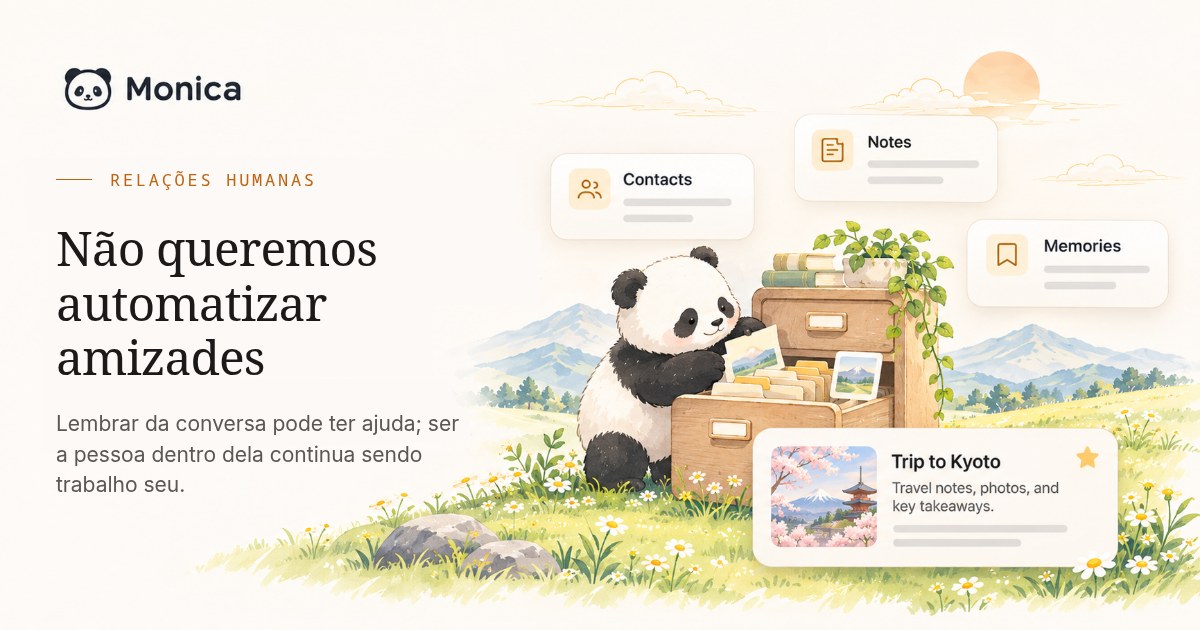 Monica
RELAÇÕES HUMANAS
Não queremos
automatizar
amizades
Lembrar da conversa pode ter ajuda; ser
a pessoa dentro dela continua sendo
trabalho seu.
Contacts
Notes
Memories
Trip to Kyoto
Travel notes, photos, and
key takeaways.